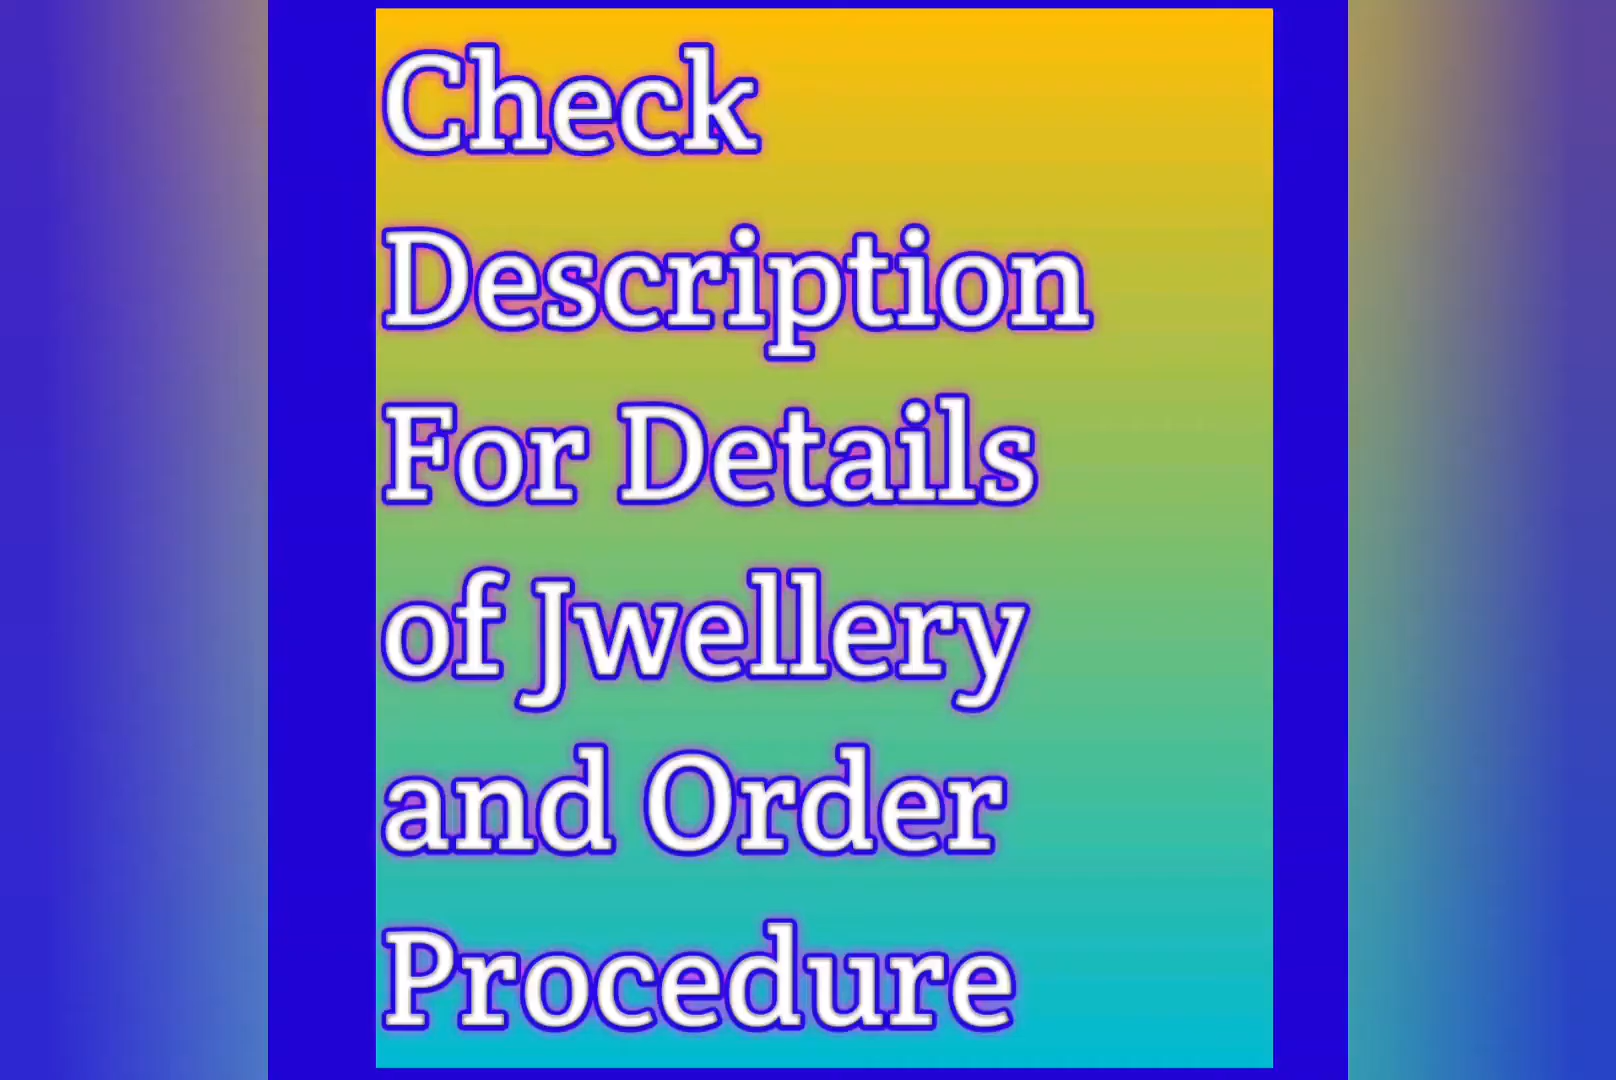 Check
Description
For Details
of Jwellery
and Order
Procedure